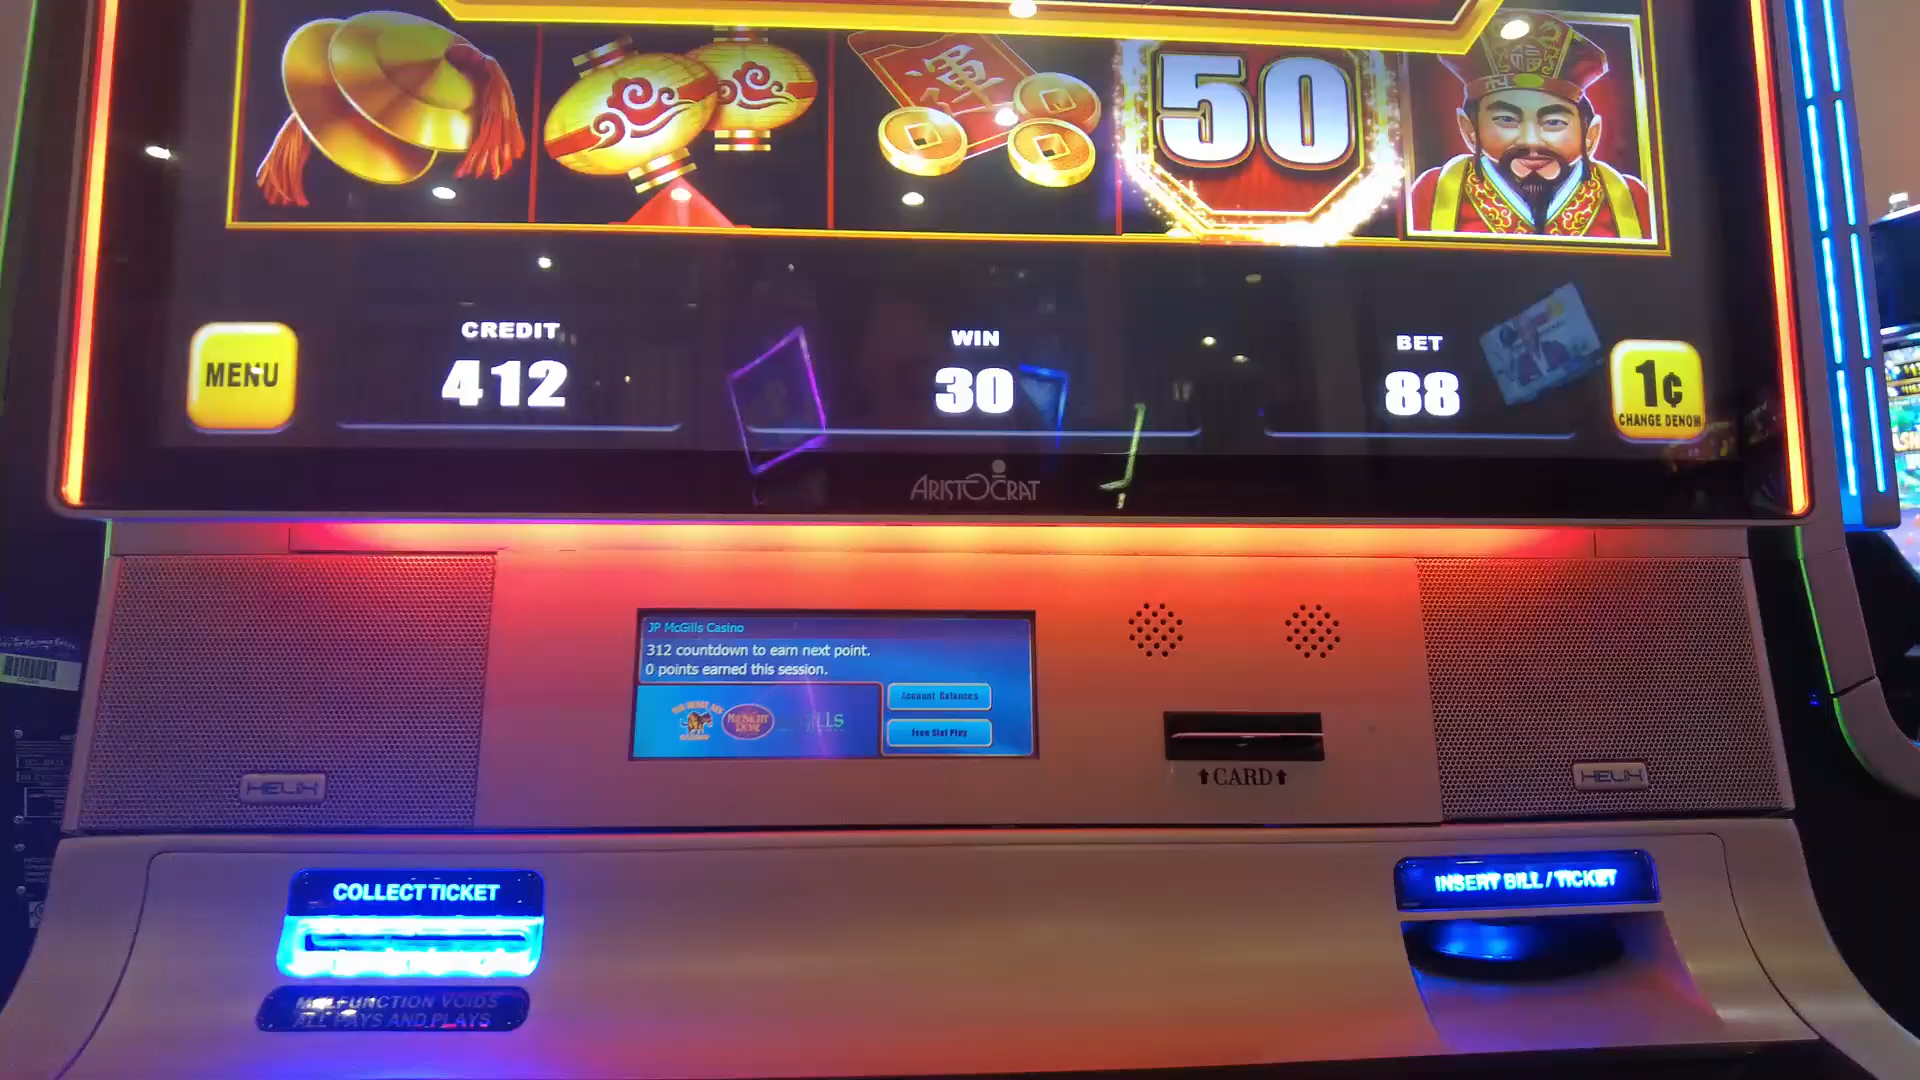 運
50
福
CREDIT
WIN
BET
MENU
412
30
88
1¢
CHANGE DENOM
ARISTOCRAT
JP McGills Casino
312 countdown to earn next point.
0 points earned this session.
Account Balances
Free Slot Play
CARD
HELIX
HELIX
COLLECT TICKET
INSERT BILL / TICKET
MALFUNCTION VOIDS
ALL PAYS AND PLAYS